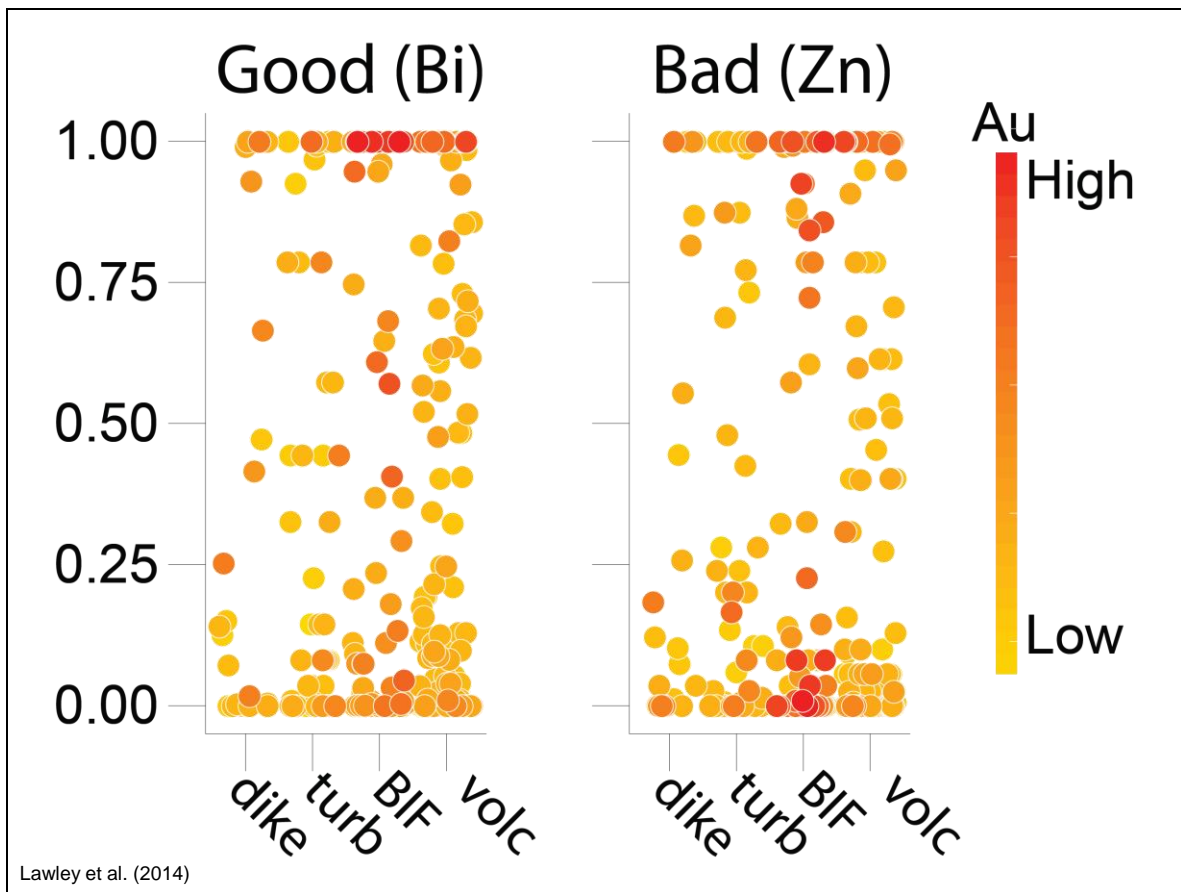 Good (Bi)
Bad (Zn)
1.00
0.75
0.50
0.25
0.00
dike
turb
BIF
volc
dike
turb
BIF
volc
Au
High
Low
Lawley et al. (2014)